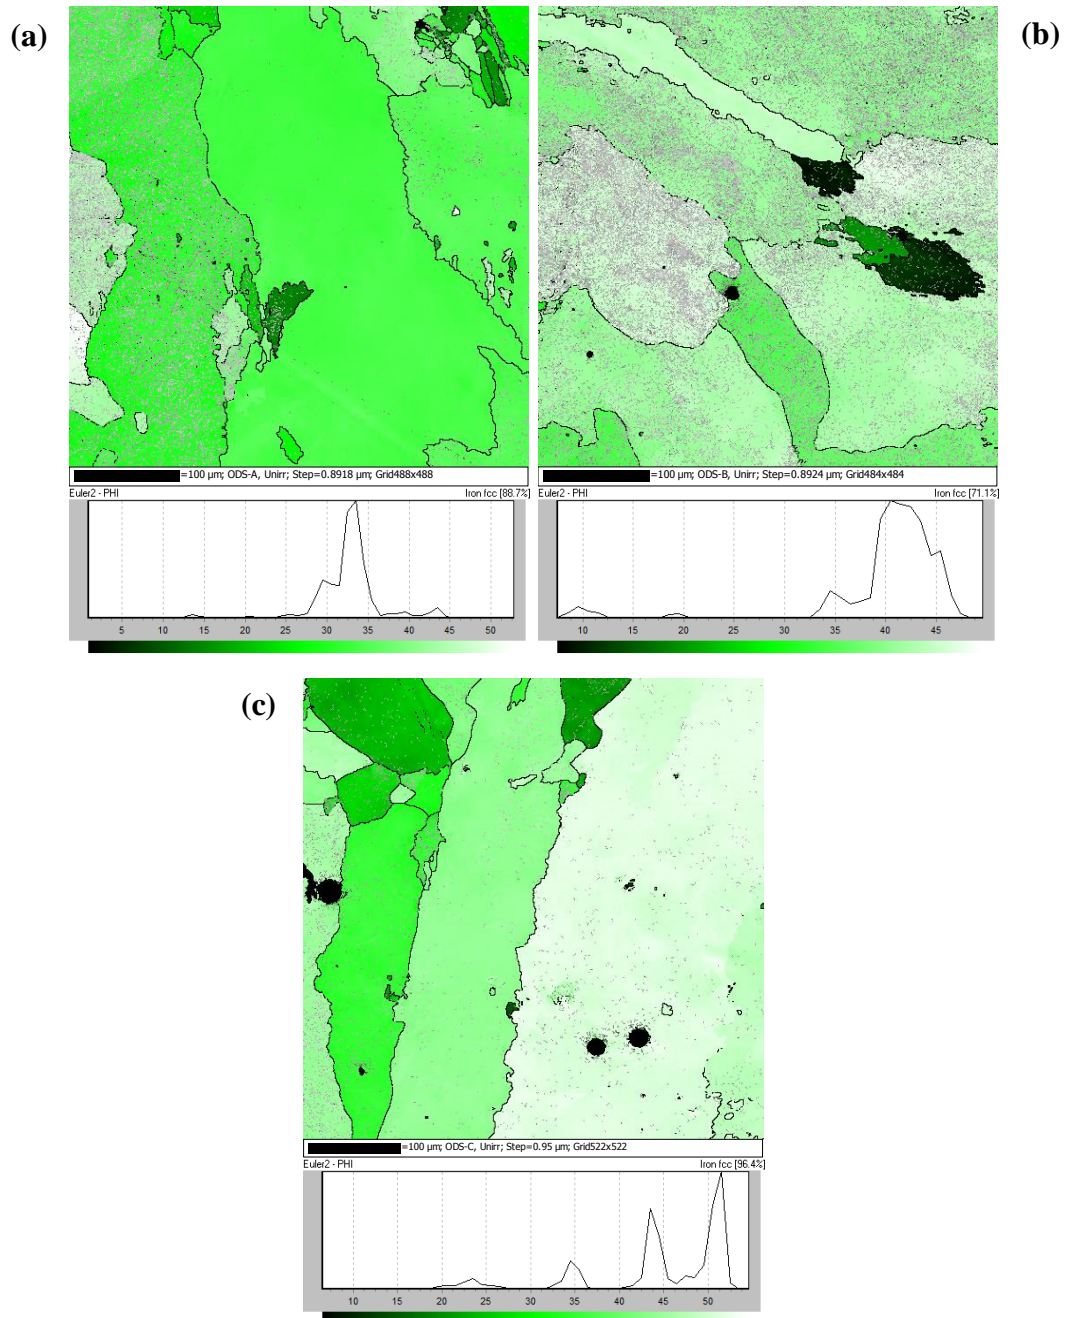 (a)
(b)
=100 µm; ODS-A, Unirr; Step=0.8918 µm; Grid488x488
Euler2 - PHI Iron fcc [88.7%]
5 10 15 20 25 30 35 40 45 50
=100 µm; ODS-B, Unirr; Step=0.8924 µm; Grid484x484
Euler2 - PHI Iron fcc [71.1%]
10 15 20 25 30 35 40 45
(c)
=100 µm; ODS-C, Unirr; Step=0.95 µm; Grid522x522
Euler2 - PHI Iron fcc [96.4%]
10 15 20 25 30 35 40 45 50